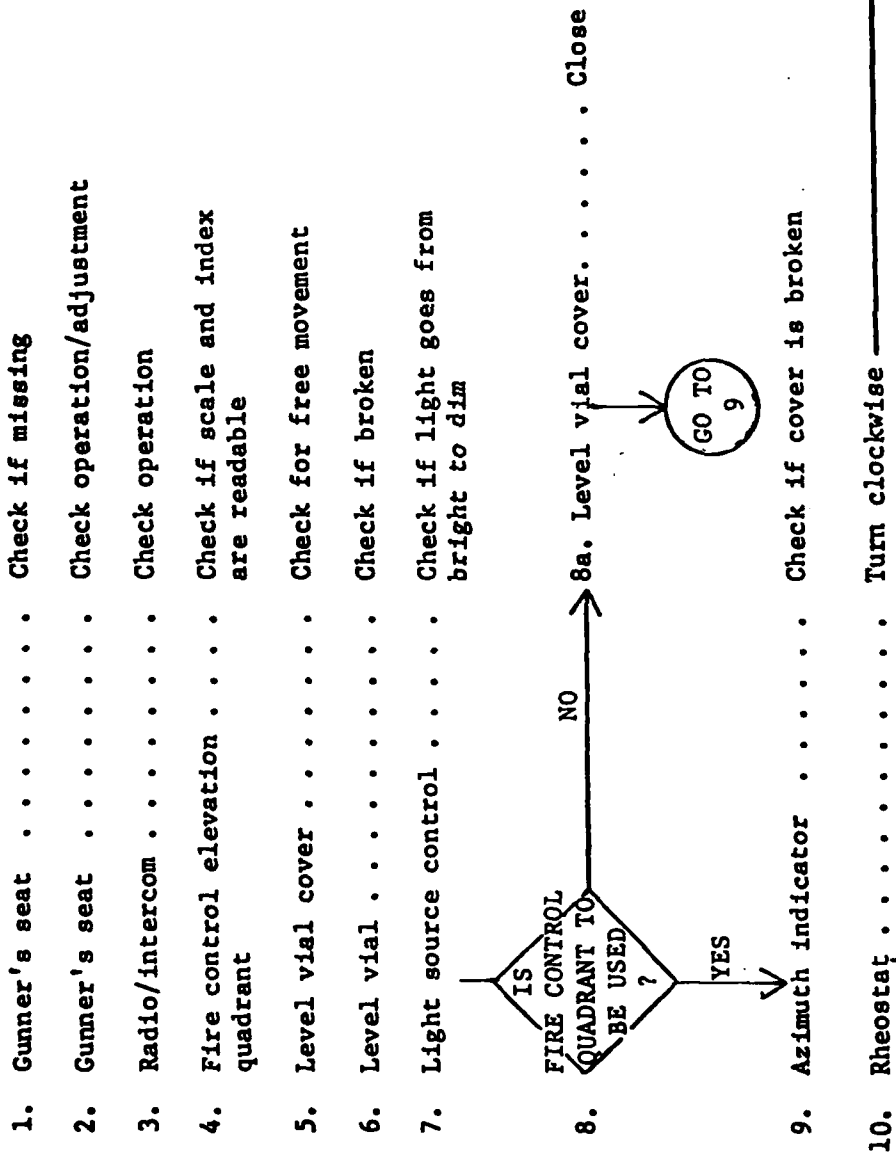 1. Gunner's seat . . . . . . . . . . Check if missing
2. Gunner's seat . . . . . . . . . . Check operation/adjustment
3. Radio/intercom . . . . . . . . . . Check operation
4. Fire control elevation . . . . Check if scale and index
quadrant are readable
5. Level vial cover . . . . . . . . Check for free movement
6. Level vial . . . . . . . . . . . Check if broken
7. Light source control . . . . . . Check if light goes from
bright to dim
8. IS
FIRE CONTROL
QUADRANT TO
BE USED
?
NO
8a. Level vial cover. . . . . . . Close
GO TO
9
YES
9. Azimuth indicator . . . . . . . Check if cover is broken
10. Rheostat . . . . . . . . . . . . Turn clockwise